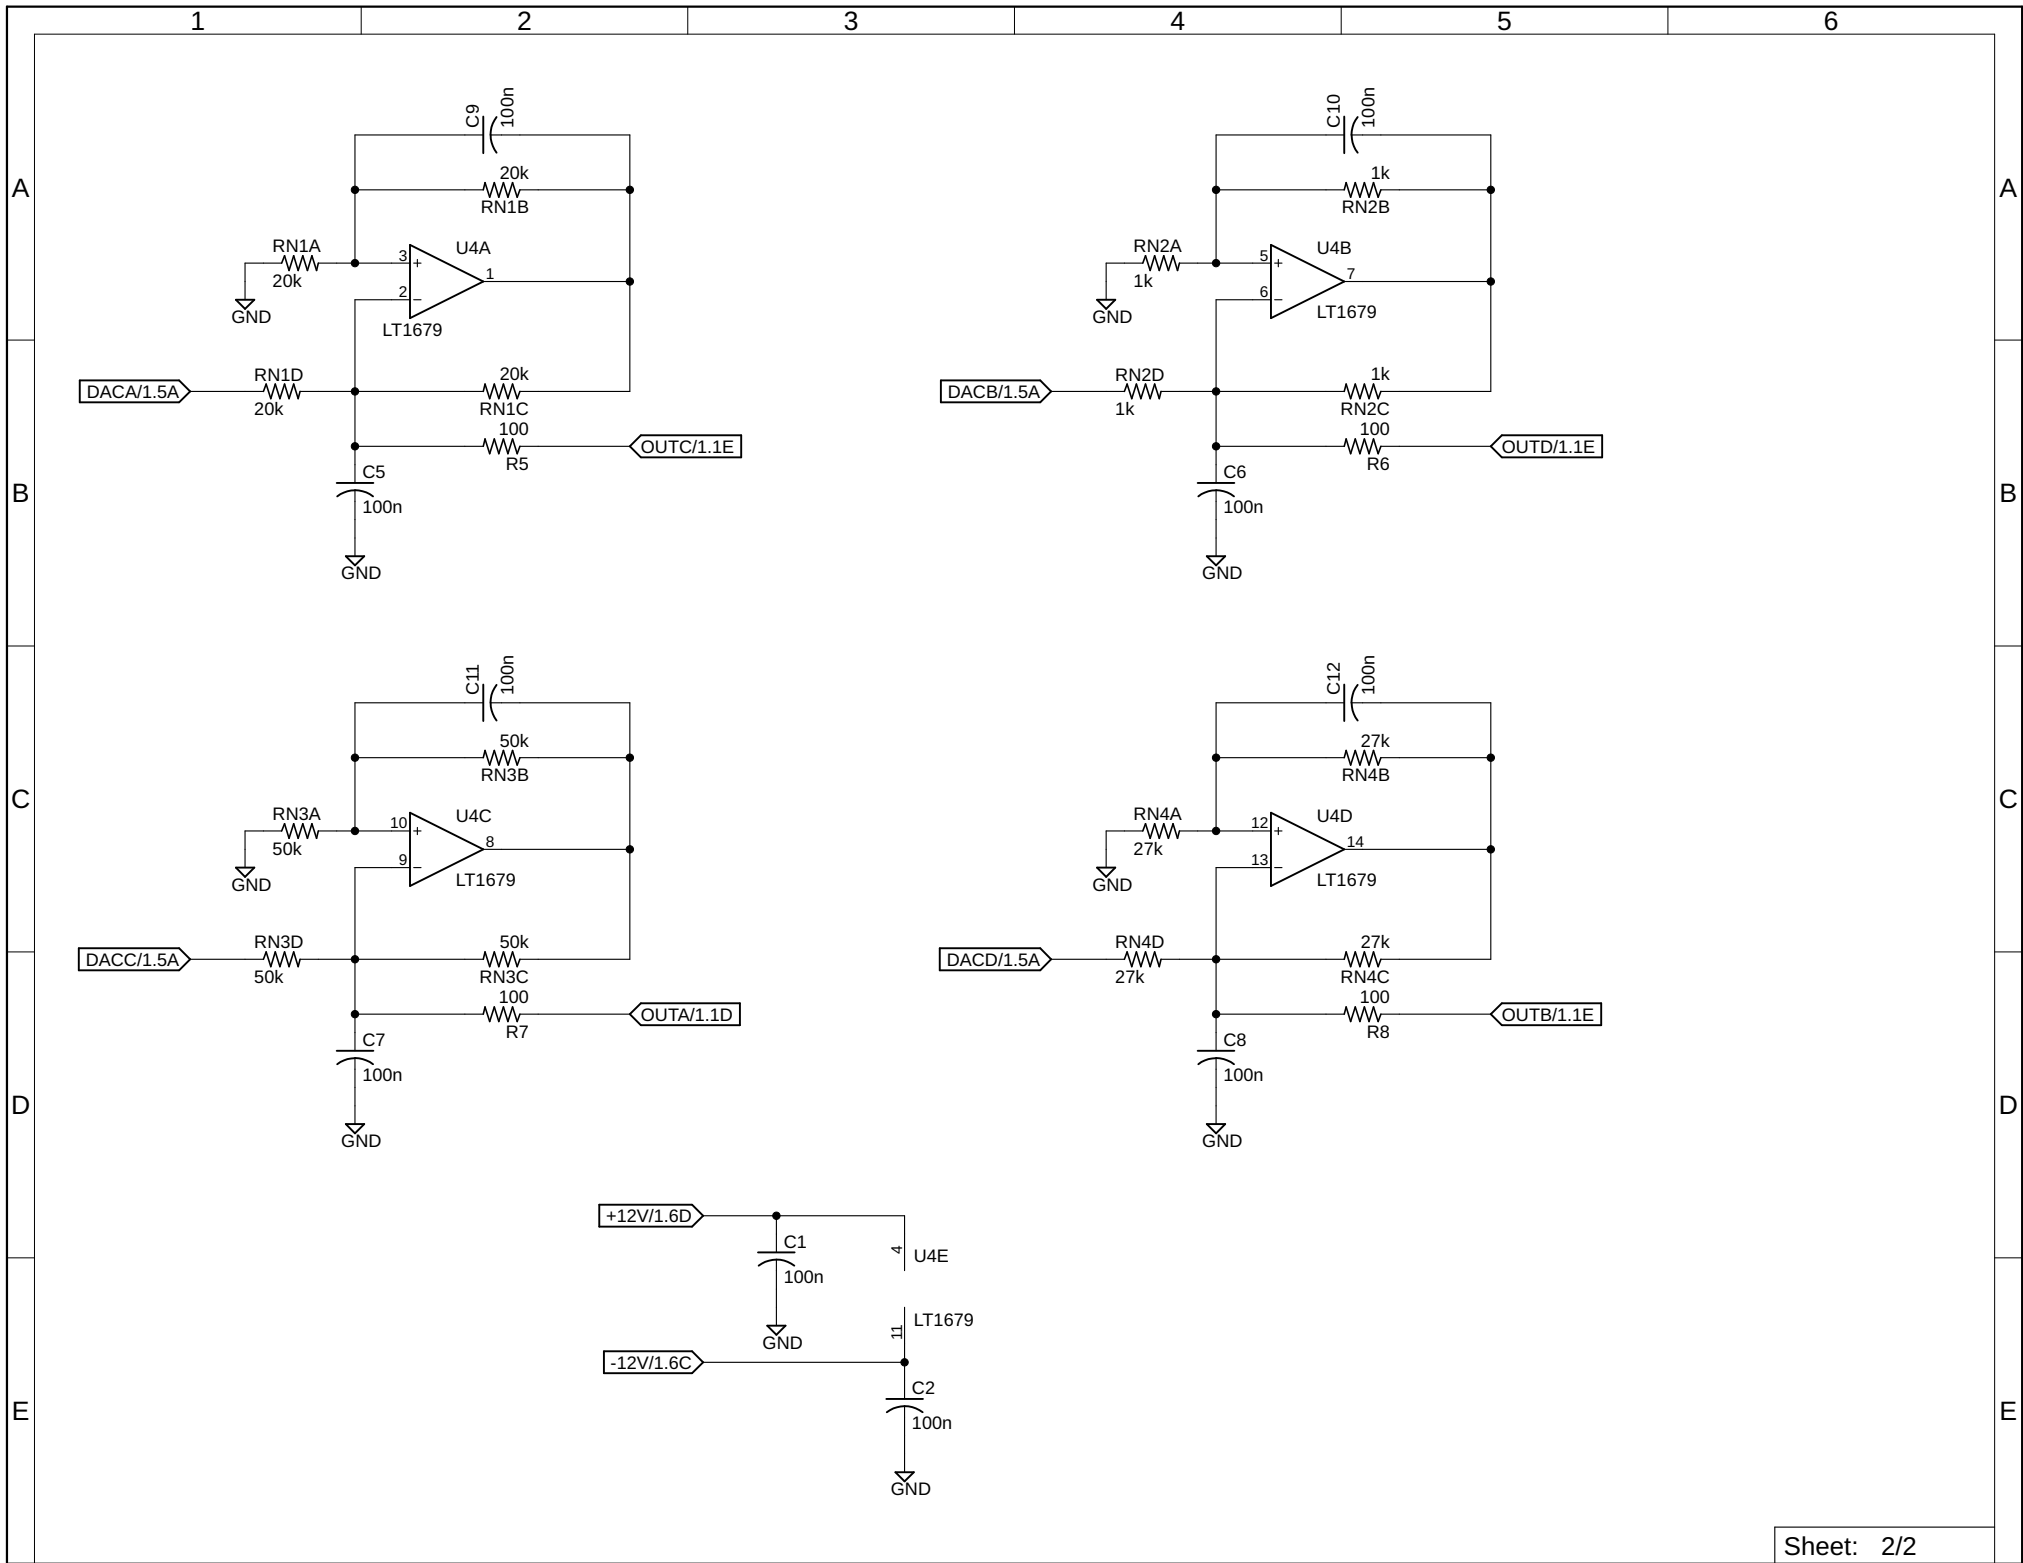 1 2 3 4 5 6
A A
B B
C C
D D
E E
C9 100n
20k
RN1B
RN1A
20k
GND
U4A
3 +
2 −
1
LT1679
DACA/1.5A
RN1D
20k
20k
RN1C
100
R5
OUTC/1.1E
C5
100n
GND
C10 100n
1k
RN2B
RN2A
1k
GND
U4B
5 +
6 −
7
LT1679
DACB/1.5A
RN2D
1k
1k
RN2C
100
R6
OUTD/1.1E
C6
100n
GND
C11 100n
50k
RN3B
RN3A
50k
GND
U4C
10 +
9 −
8
LT1679
DACC/1.5A
RN3D
50k
50k
RN3C
100
R7
OUTA/1.1D
C7
100n
GND
C12 100n
27k
RN4B
RN4A
27k
GND
U4D
12 +
13 −
14
LT1679
DACD/1.5A
RN4D
27k
27k
RN4C
100
R8
OUTB/1.1E
C8
100n
GND
+12V/1.6D
C1
100n
GND
4
U4E
LT1679
11
-12V/1.6C
C2
100n
GND
Sheet: 2/2